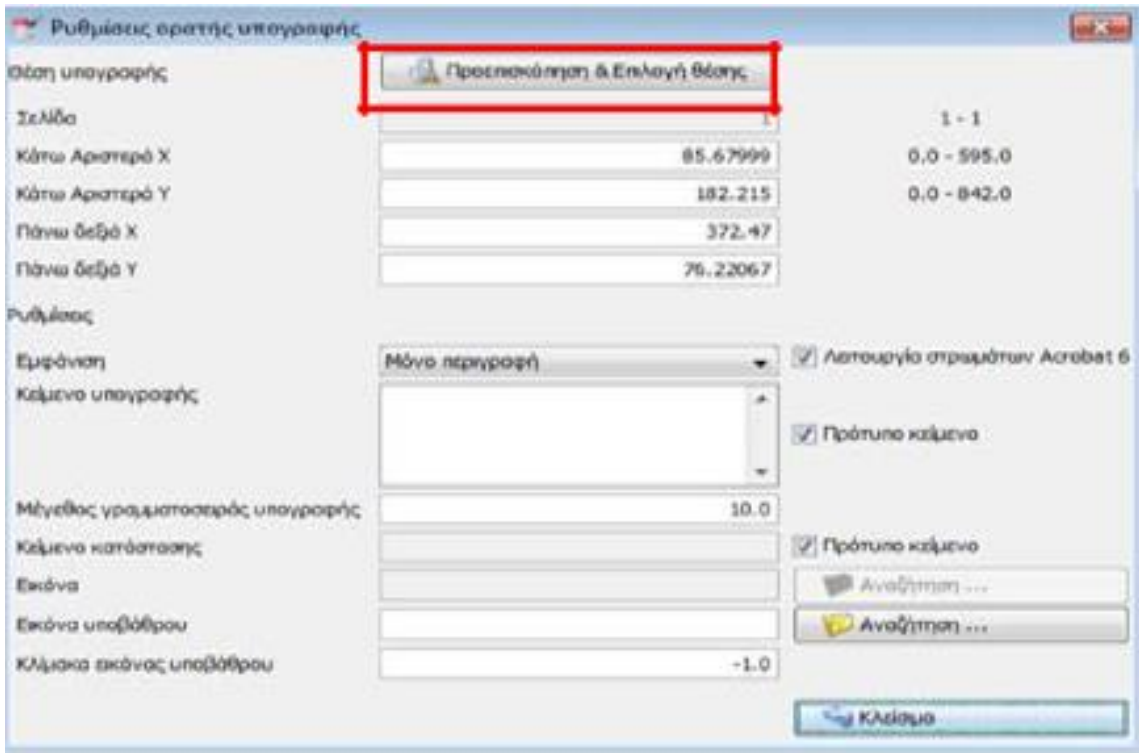 Ρυθμίσεις ορατής υπογραφής
Θέση υπογραφής Προεπισκόπηση & Επιλογή θέσης
Σελίδα 1 1 - 1
Κάτω Αριστερό X 85.67999 0.0 - 595.0
Κάτω Αριστερό Y 182.215 0.0 - 842.0
Πάνω δεξιό X 372.47
Πάνω δεξιό Y 76.22067
Ρυθμίσεις
Εμφάνιση Μόνο περιγραφή Λειτουργία στρωμάτων Acrobat 6
Κείμενο υπογραφής
Πρότυπο κείμενο
Μέγεθος γραμματοσειράς υπογραφής 10.0
Κείμενο κατάστασης Πρότυπο κείμενο
Εικόνα Αναζήτηση ...
Εικόνα υποβάθρου Αναζήτηση ...
Κλίμακα εικόνας υποβάθρου -1.0
Κλείσιμο